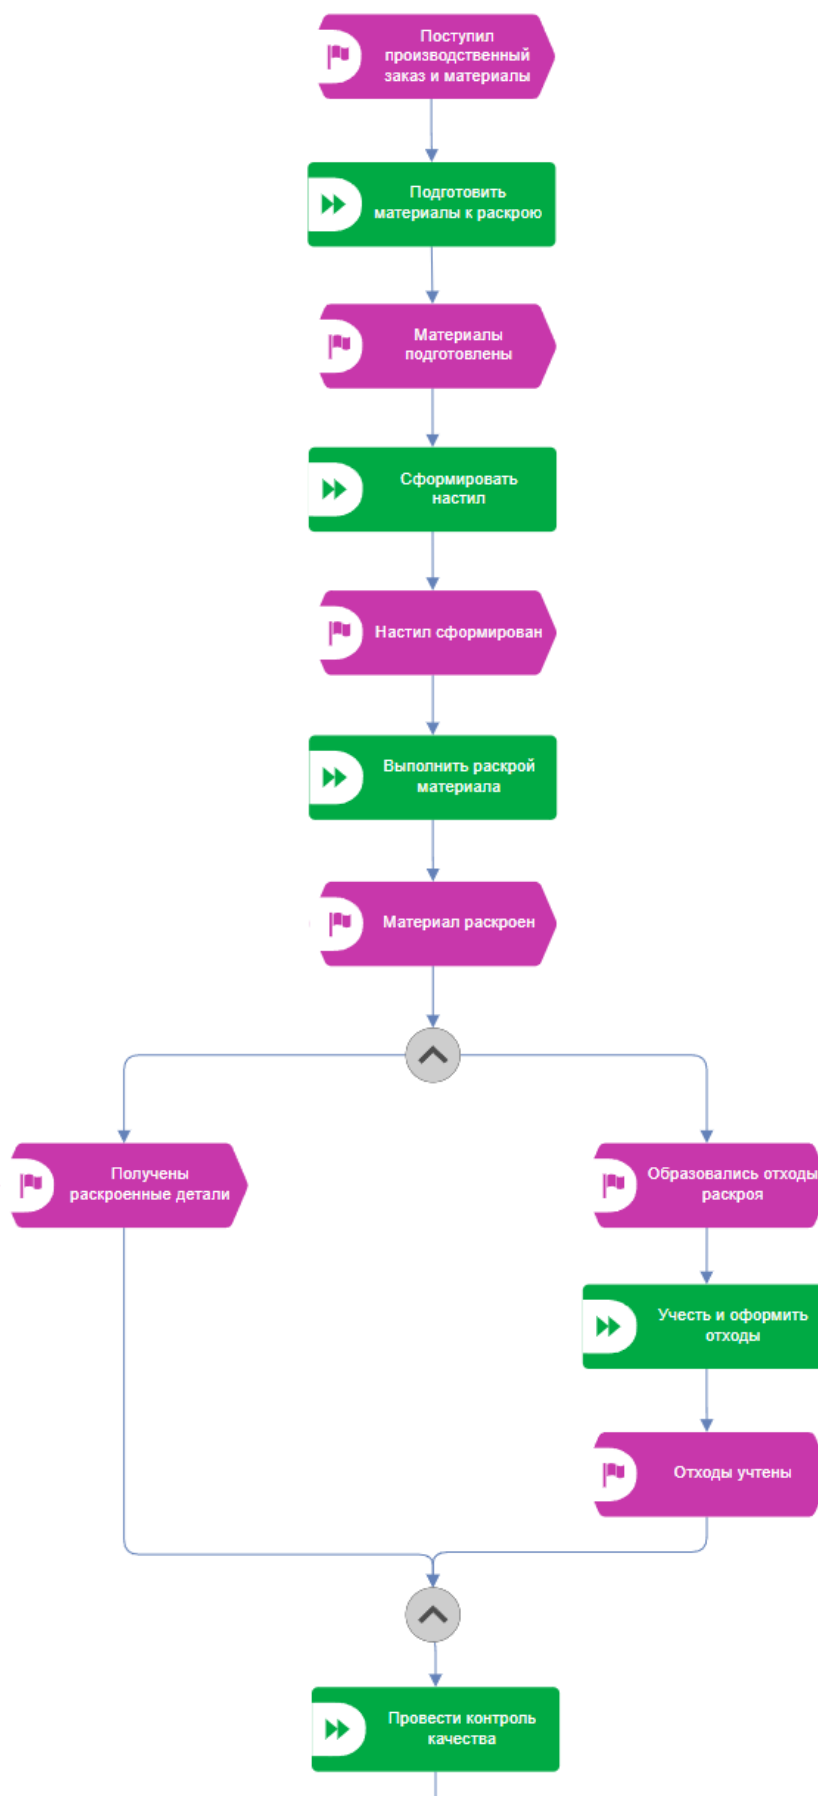 Поступил
производственный
заказ и материалы
Подготовить
материалы к раскрою
Материалы
подготовлены
Сформировать
настил
Настил сформирован
Выполнить раскрой
материала
Материал раскроен
Получены
раскроенные детали
Образовались отходы
раскроя
Учесть и оформить
отходы
Отходы учтены
Провести контроль
качества